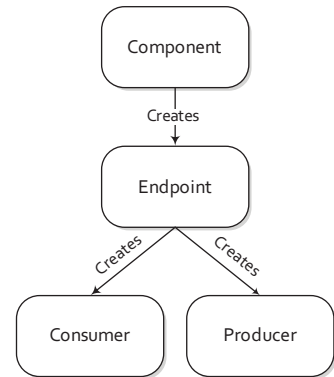 Component
Creates
Endpoint
Creates
Creates
Consumer
Producer